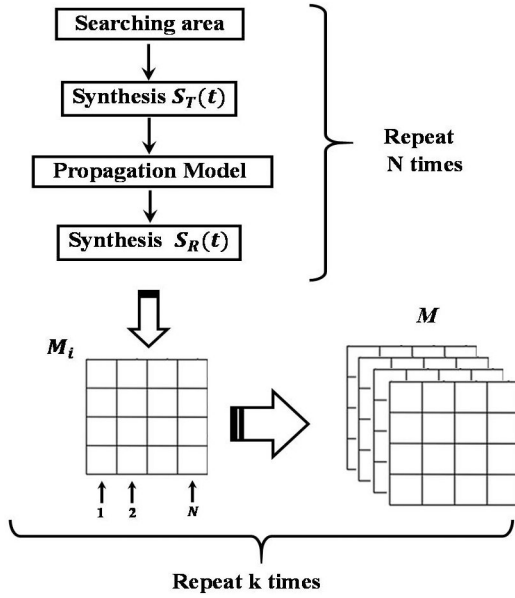 Searching area
Synthesis S_T(t)
Propagation Model
Synthesis S_R(t)
Repeat
N times
M_i
M
1 2 N
Repeat k times